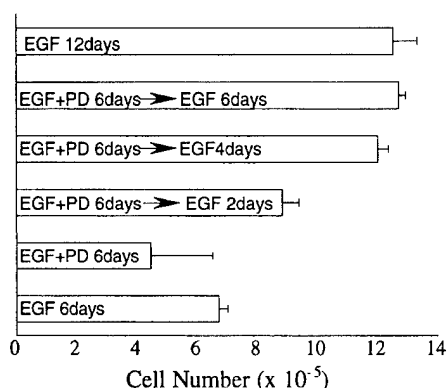 EGF 12days
EGF+PD 6days EGF 6days
EGF+PD 6days EGF4days
EGF+PD 6days EGF 2days
EGF+PD 6days
EGF 6days
0 2 4 6 8 10 12 14
Cell Number (x 10⁻⁵)